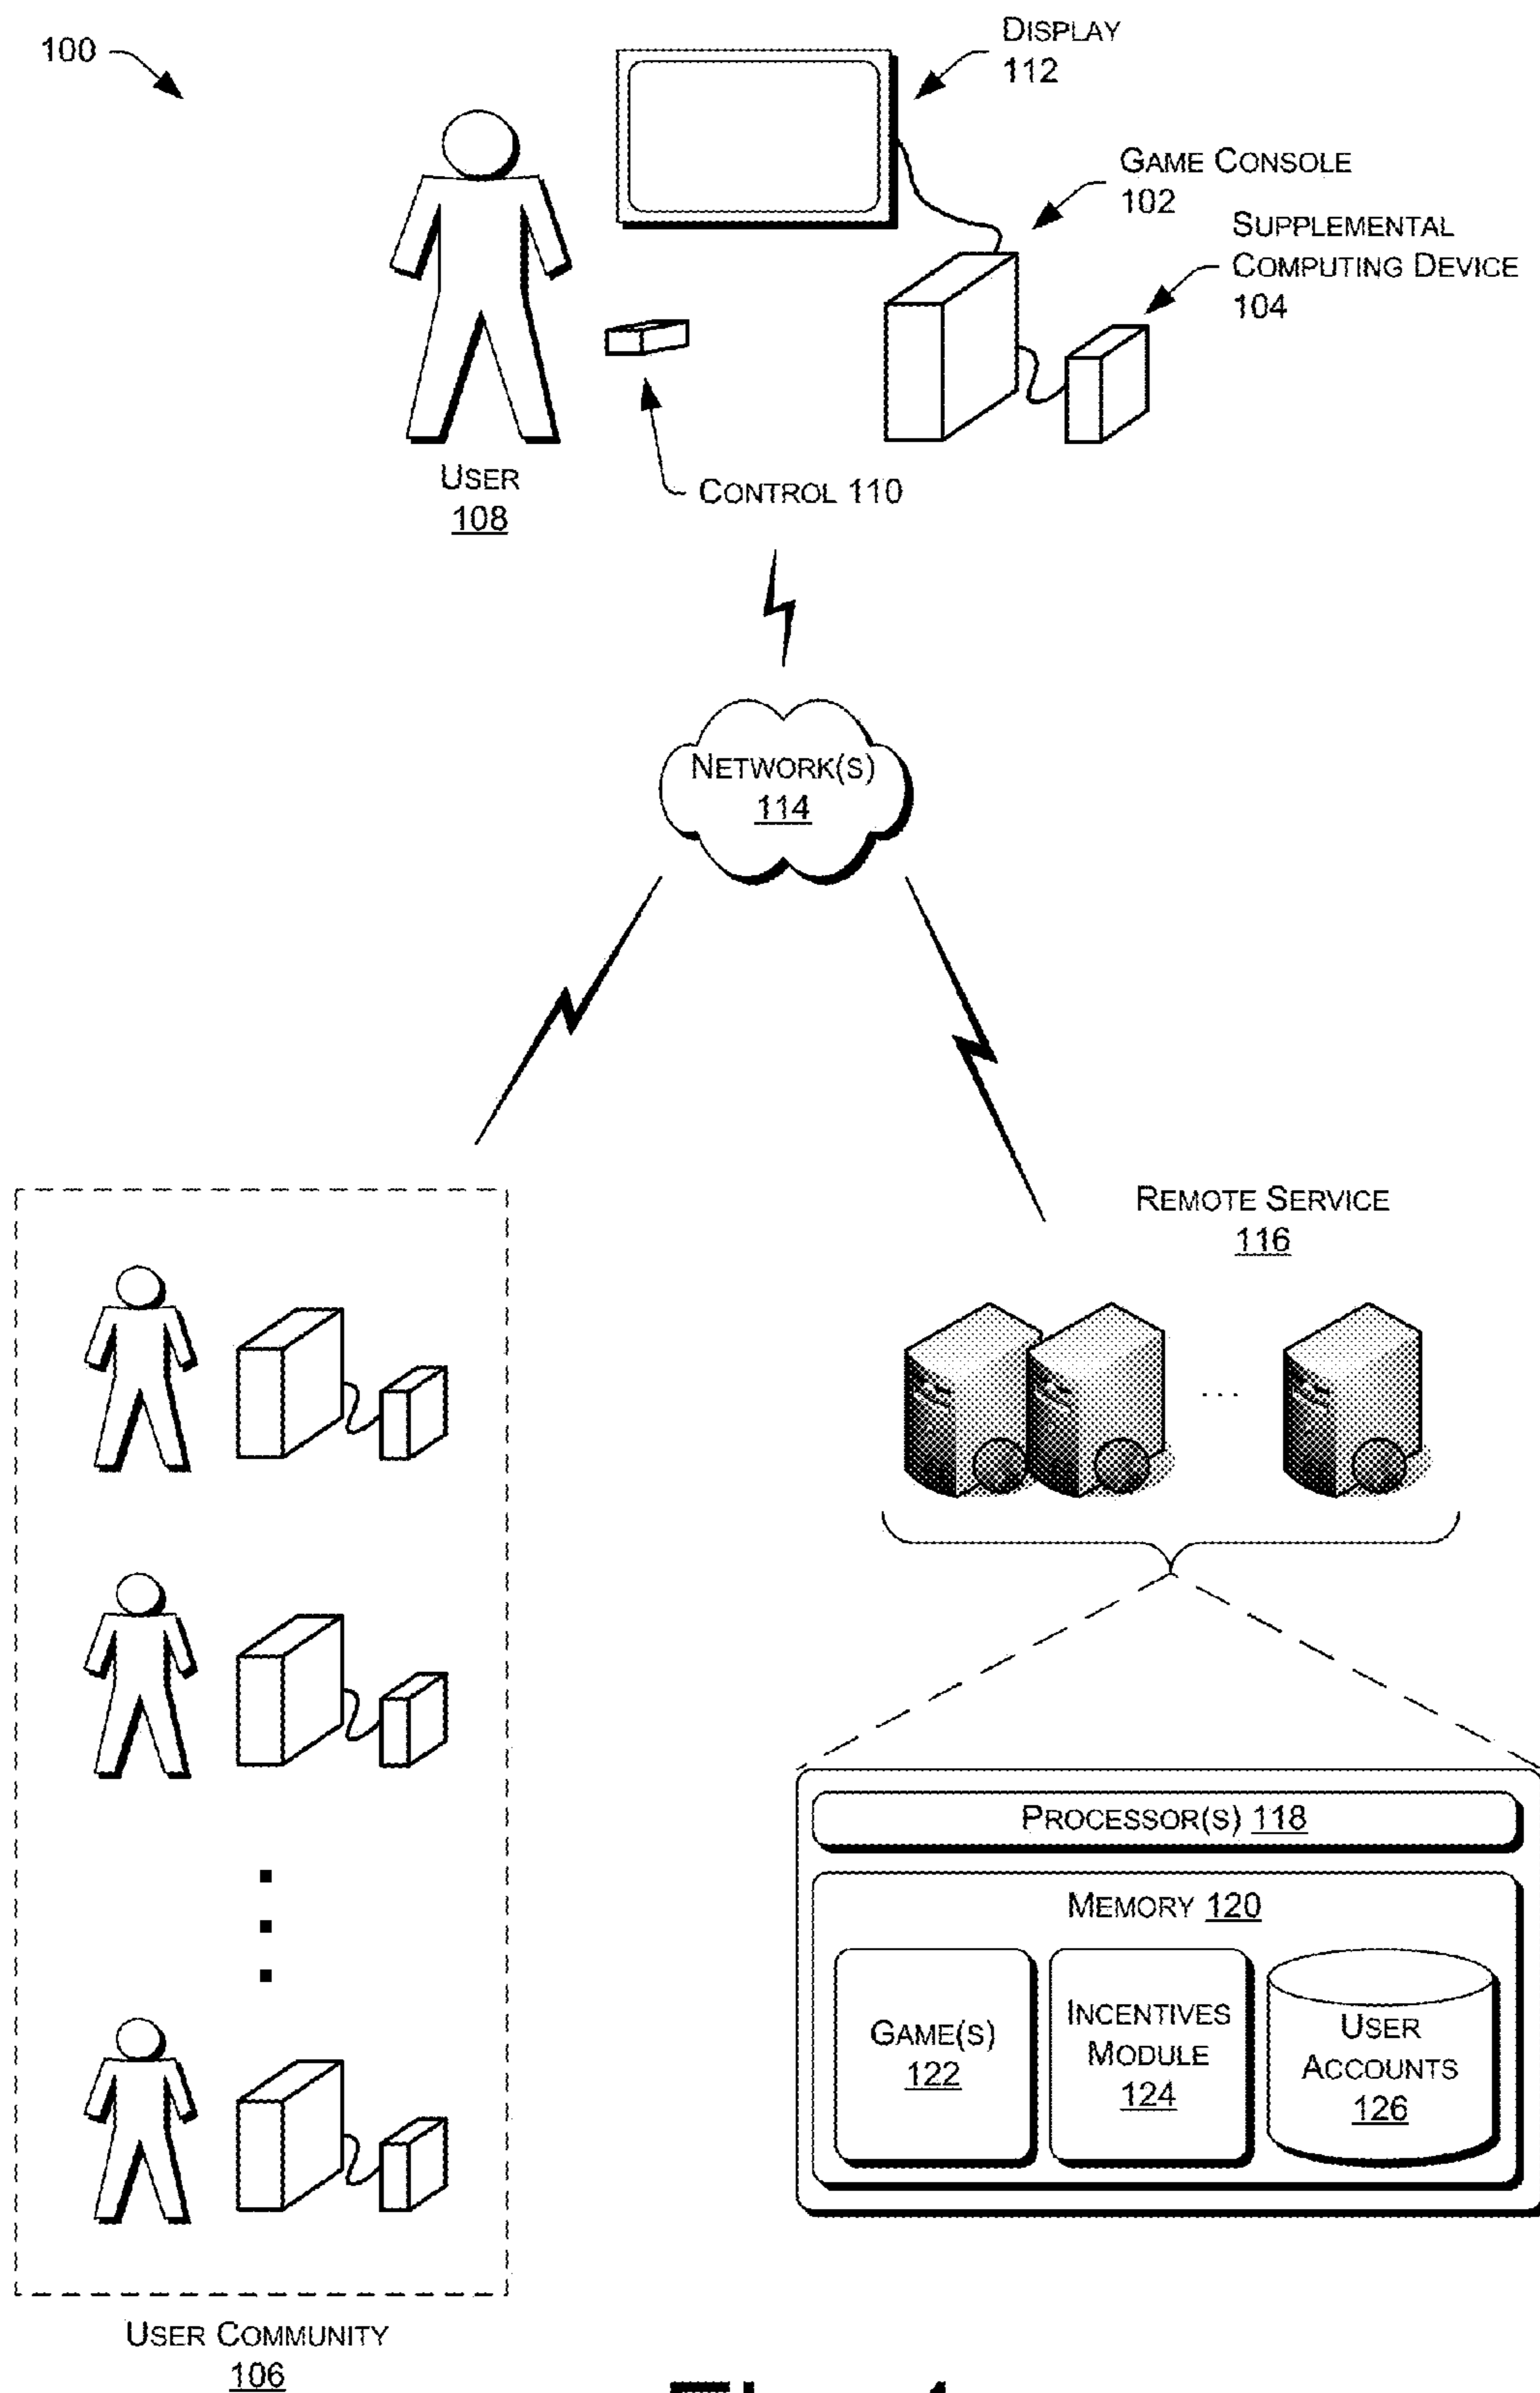 100
DISPLAY
112
GAME CONSOLE
102
SUPPLEMENTAL
COMPUTING DEVICE
104
USER
108
CONTROL 110
NETWORK(S)
114
REMOTE SERVICE
116
...
PROCESSOR(S) 118
MEMORY 120
GAME(S)
122
INCENTIVES
MODULE
124
USER
ACCOUNTS
126
USER COMMUNITY
106